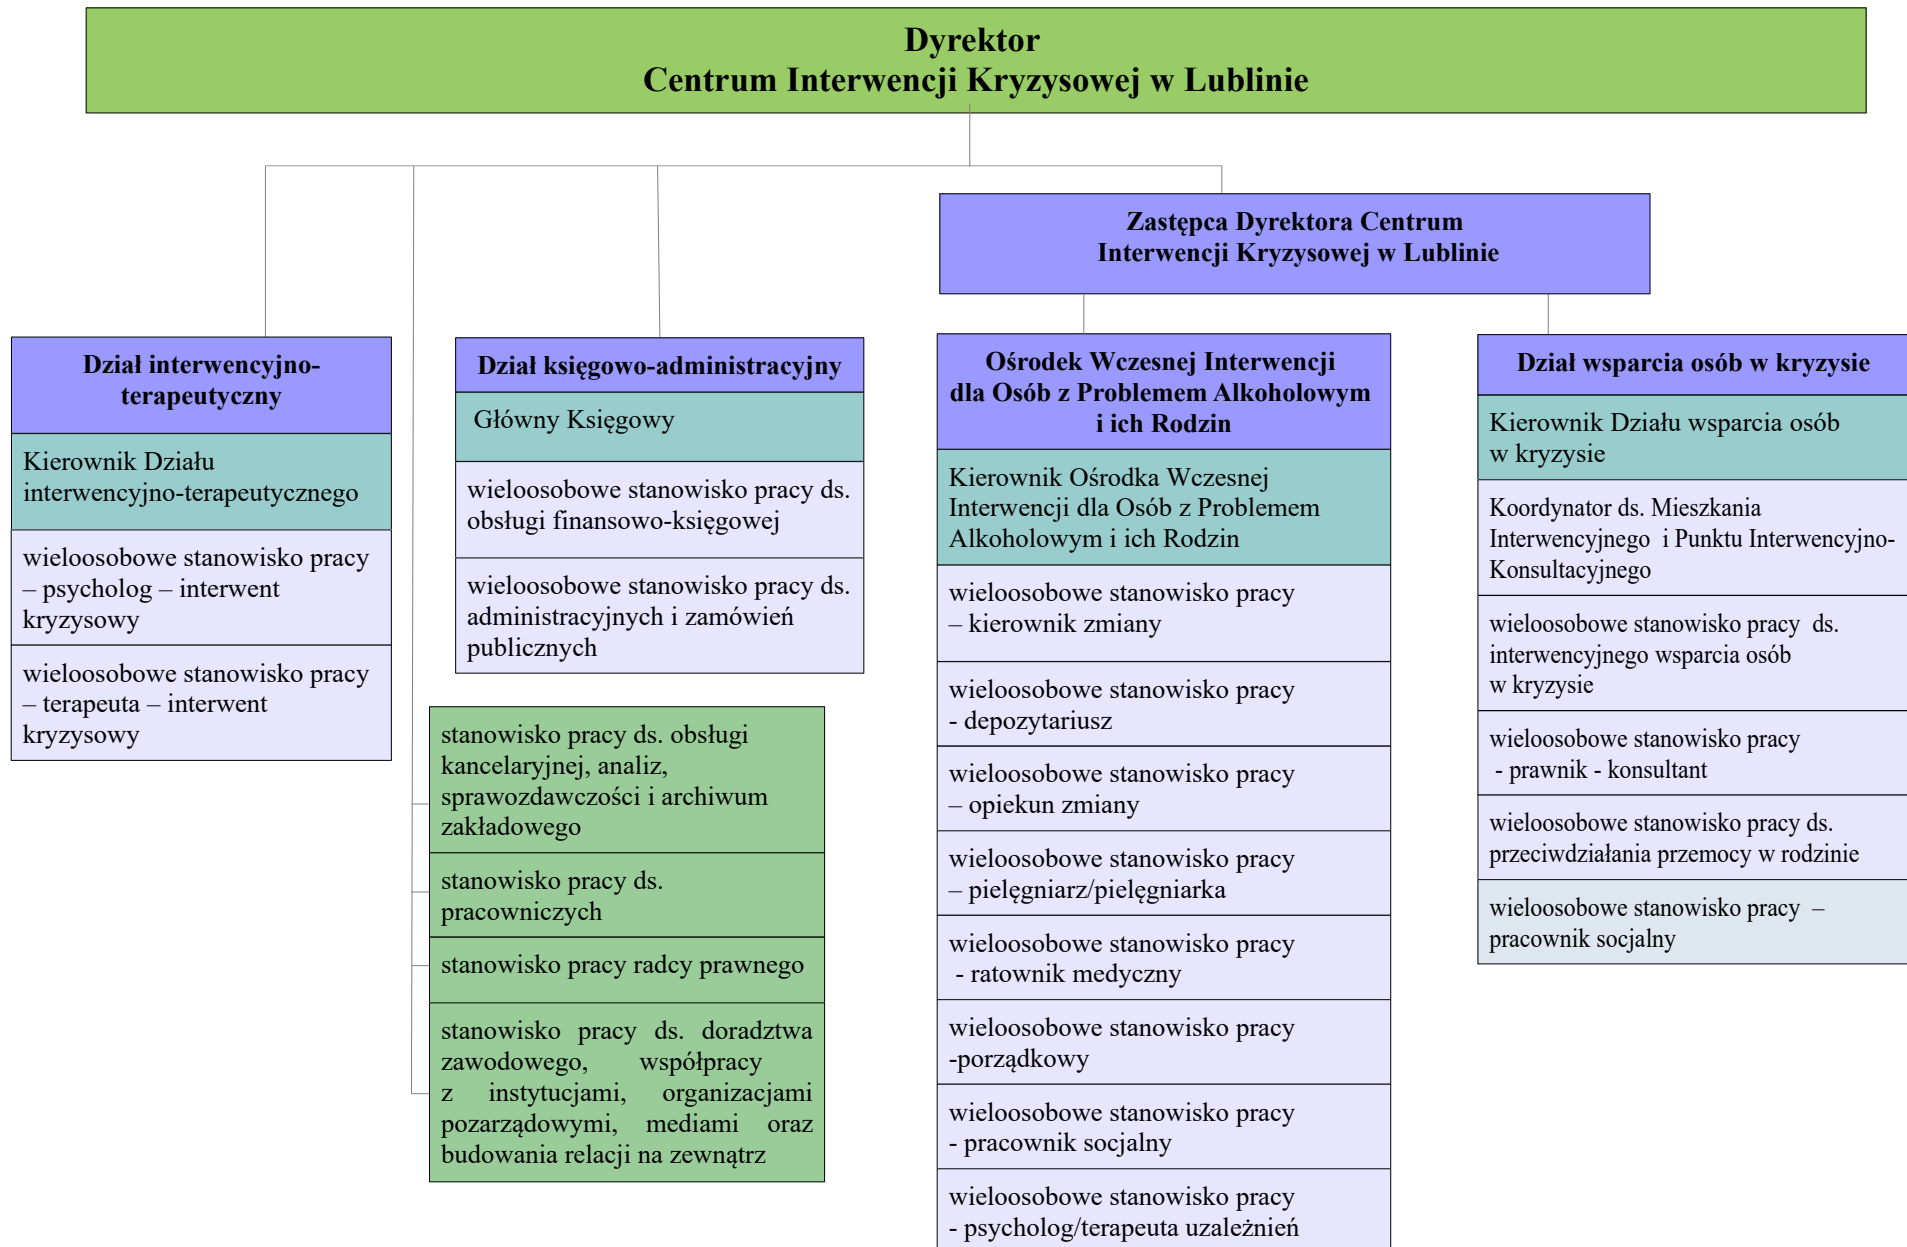 Dyrektor
Centrum Interwencji Kryzysowej w Lublinie
Zastępca Dyrektora Centrum
Interwencji Kryzysowej w Lublinie
Dział interwencyjno-
terapeutyczny
Kierownik Działu
interwencyjno-terapeutycznego
wieloosobowe stanowisko pracy
– psycholog – interwent
kryzysowy
wieloosobowe stanowisko pracy
– terapeuta – interwent
kryzysowy
Dział księgowo-administracyjny
Główny Księgowy
wieloosobowe stanowisko pracy ds.
obsługi finansowo-księgowej
wieloosobowe stanowisko pracy ds.
administracyjnych i zamówień
publicznych
stanowisko pracy ds. obsługi
kancelaryjnej, analiz,
sprawozdawczości i archiwum
zakładowego
stanowisko pracy ds.
pracowniczych
stanowisko pracy radcy prawnego
stanowisko pracy ds. doradztwa
zawodowego, współpracy
z instytucjami, organizacjami
pozarządowymi, mediami oraz
budowania relacji na zewnątrz
Ośrodek Wczesnej Interwencji
dla Osób z Problemem Alkoholowym
i ich Rodzin
Kierownik Ośrodka Wczesnej
Interwencji dla Osób z Problemem
Alkoholowym i ich Rodzin
wieloosobowe stanowisko pracy
– kierownik zmiany
wieloosobowe stanowisko pracy
- depozytariusz
wieloosobowe stanowisko pracy
– opiekun zmiany
wieloosobowe stanowisko pracy
– pielęgniarz/pielęgniarka
wieloosobowe stanowisko pracy
- ratownik medyczny
wieloosobowe stanowisko pracy
-porządkowy
wieloosobowe stanowisko pracy
- pracownik socjalny
wieloosobowe stanowisko pracy
- psycholog/terapeuta uzależnień
Dział wsparcia osób w kryzysie
Kierownik Działu wsparcia osób
w kryzysie
Koordynator ds. Mieszkania
Interwencyjnego i Punktu Interwencyjno-
Konsultacyjnego
wieloosobowe stanowisko pracy ds.
interwencyjnego wsparcia osób
w kryzysie
wieloosobowe stanowisko pracy
- prawnik - konsultant
wieloosobowe stanowisko pracy ds.
przeciwdziałania przemocy w rodzinie
wieloosobowe stanowisko pracy –
pracownik socjalny